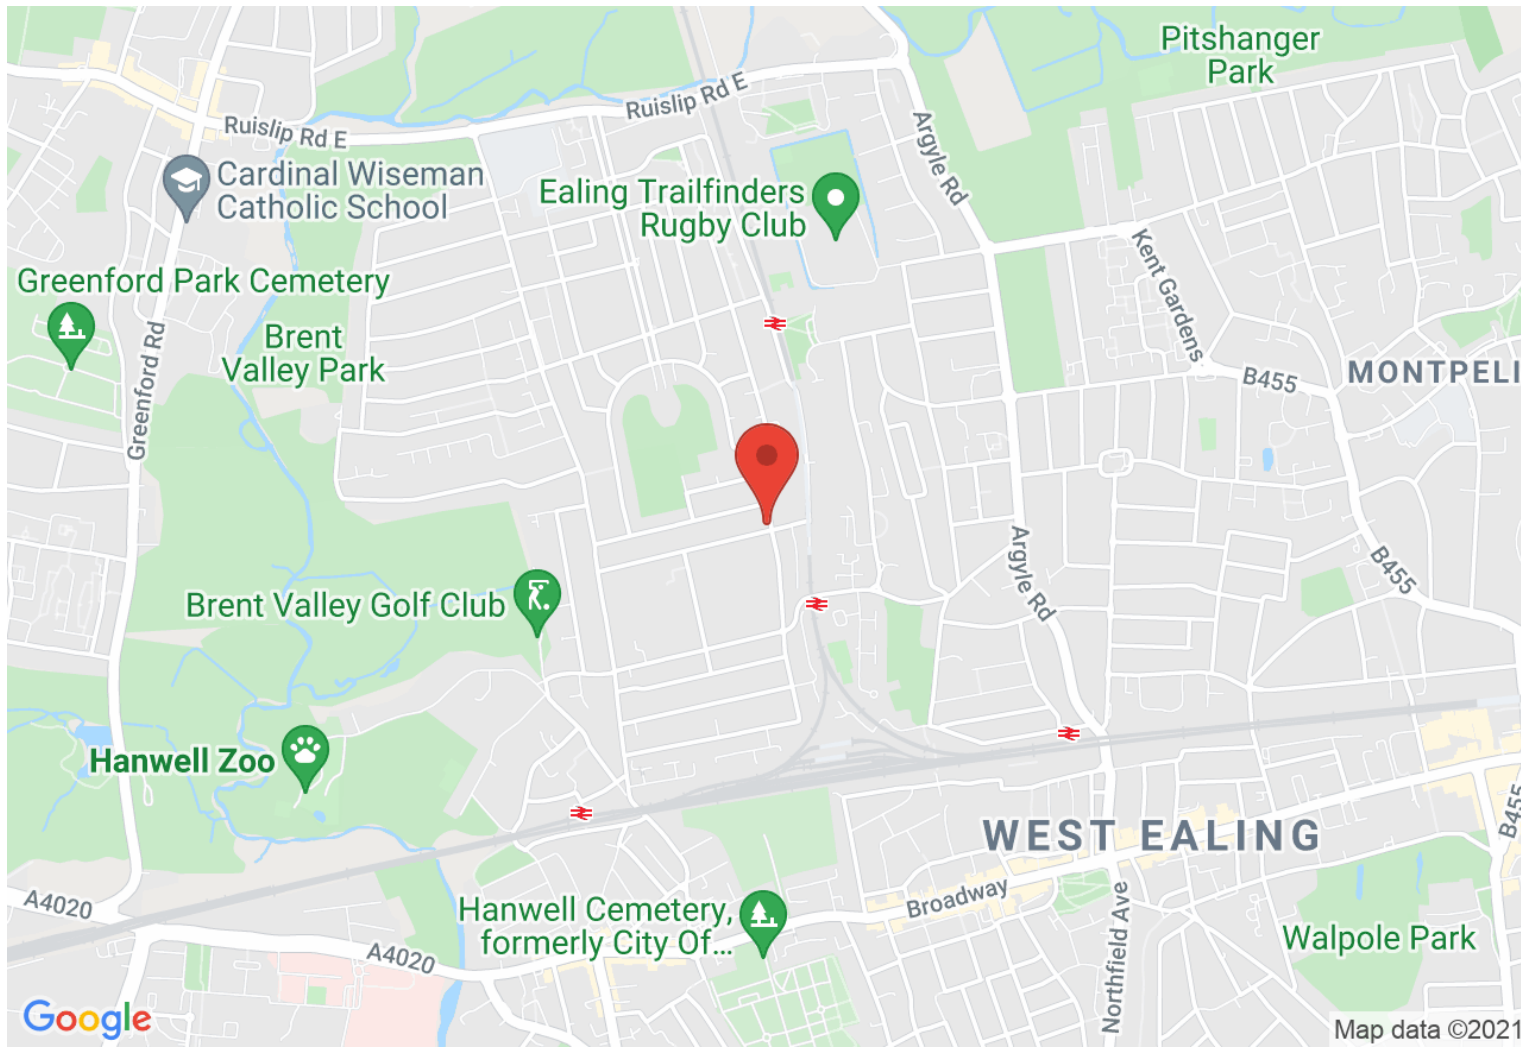 Pitshanger
Park
Ruislip Rd E
Ruislip Rd E
Argyle Rd
Cardinal Wiseman
Catholic School
Ealing Trailfinders
Rugby Club
Kent Gardens
Greenford Park Cemetery
Greenford Rd
Brent
Valley Park
B455
MONTPELI
Argyle Rd
B455
Brent Valley Golf Club
Hanwell Zoo
WEST EALING
B455
A4020
Broadway
Northfield Ave
Hanwell Cemetery,
formerly City Of...
A4020
Walpole Park
Google
Map data ©2021